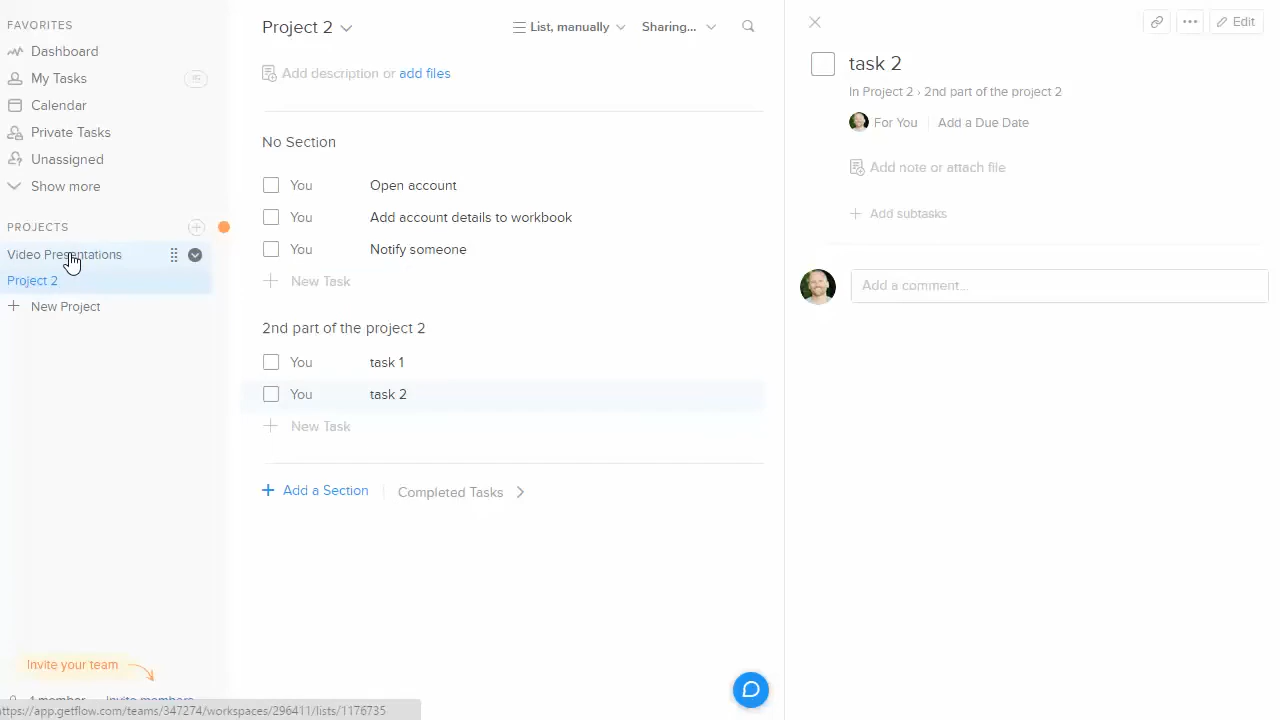 FAVORITES
Dashboard
My Tasks
Calendar
Private Tasks
Unassigned
Show more
PROJECTS
Video Presentations
Project 2
New Project
Invite your team
1 member
Invite members
https://app.getflow.com/teams/347274/workspaces/296411/lists/1176735
Project 2
List, manually
Sharing...
Add description or add files
No Section
You Open account
You Add account details to workbook
You Notify someone
New Task
2nd part of the project 2
You task 1
You task 2
New Task
Add a Section
Completed Tasks
Edit
task 2
In Project 2 › 2nd part of the project 2
For You
Add a Due Date
Add note or attach file
Add subtasks
Add a comment...